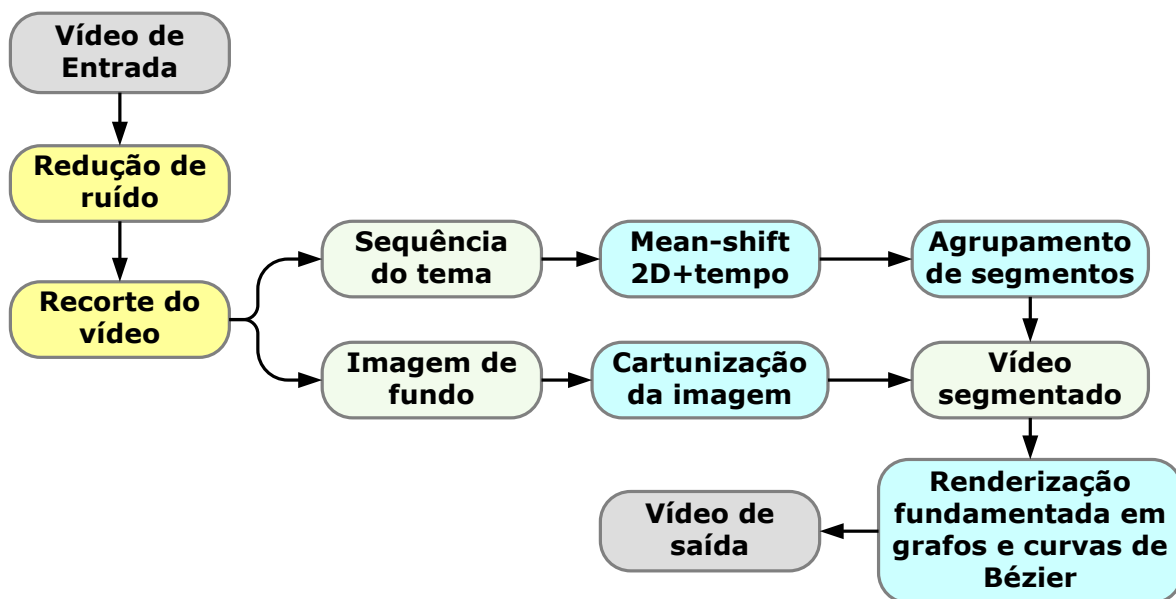 Vídeo de
Entrada
Redução de
ruído
Recorte do
vídeo
Sequência
do tema
Mean-shift
2D+tempo
Agrupamento
de segmentos
Imagem de
fundo
Cartunização
da imagem
Vídeo
segmentado
Renderização
fundamentada em
grafos e curvas de
Bézier
Vídeo de
saída